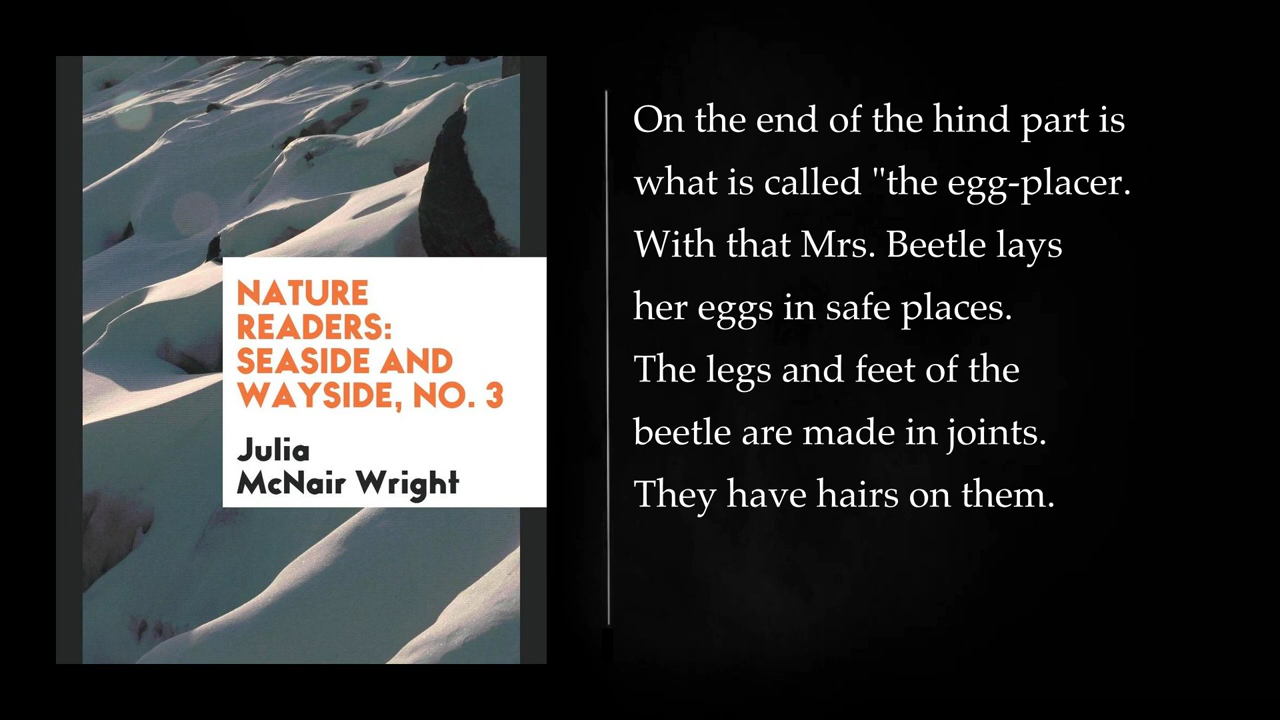 NATURE
READERS:
SEASIDE AND
WAYSIDE, NO. 3
Julia
McNair Wright
On the end of the hind part is
what is called "the egg-placer.
With that Mrs. Beetle lays
her eggs in safe places.
The legs and feet of the
beetle are made in joints.
They have hairs on them.